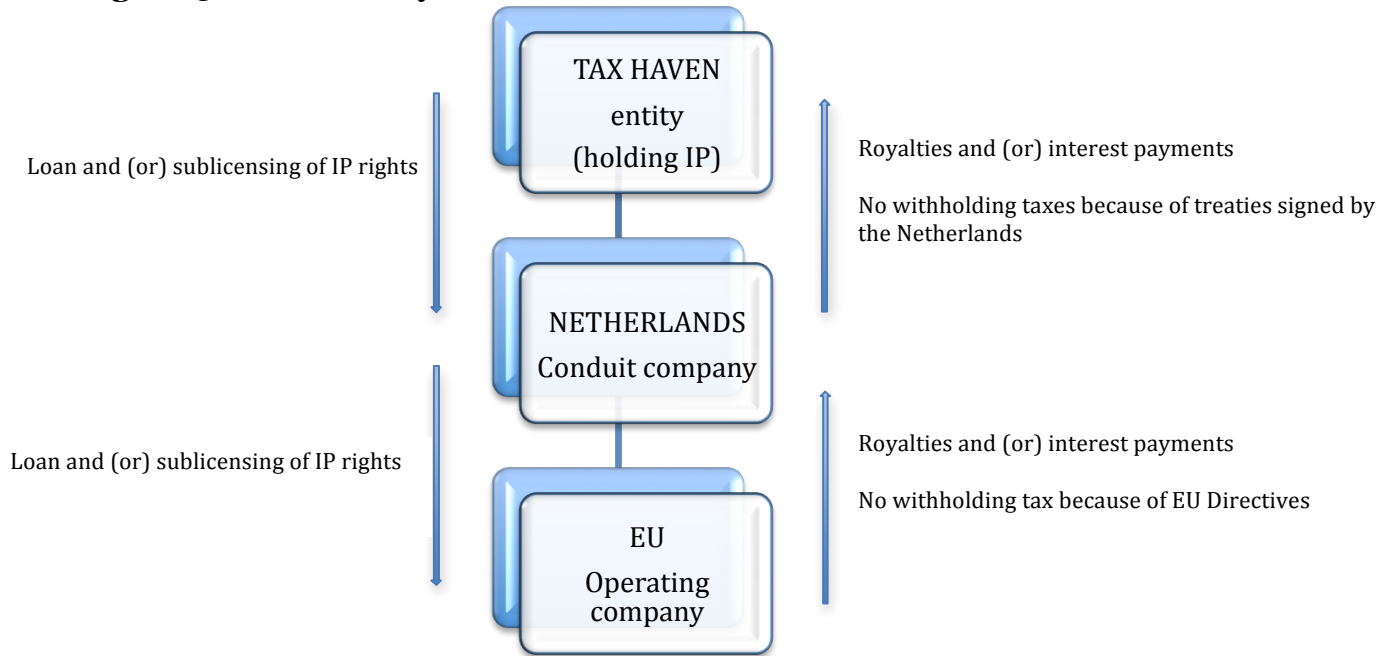 TAX HAVEN
entity
(holding IP)
Loan and (or) sublicensing of IP rights
Royalties and (or) interest payments
No withholding taxes because of treaties signed by
the Netherlands
NETHERLANDS
Conduit company
Loan and (or) sublicensing of IP rights
Royalties and (or) interest payments
No withholding tax because of EU Directives
EU
Operating
company